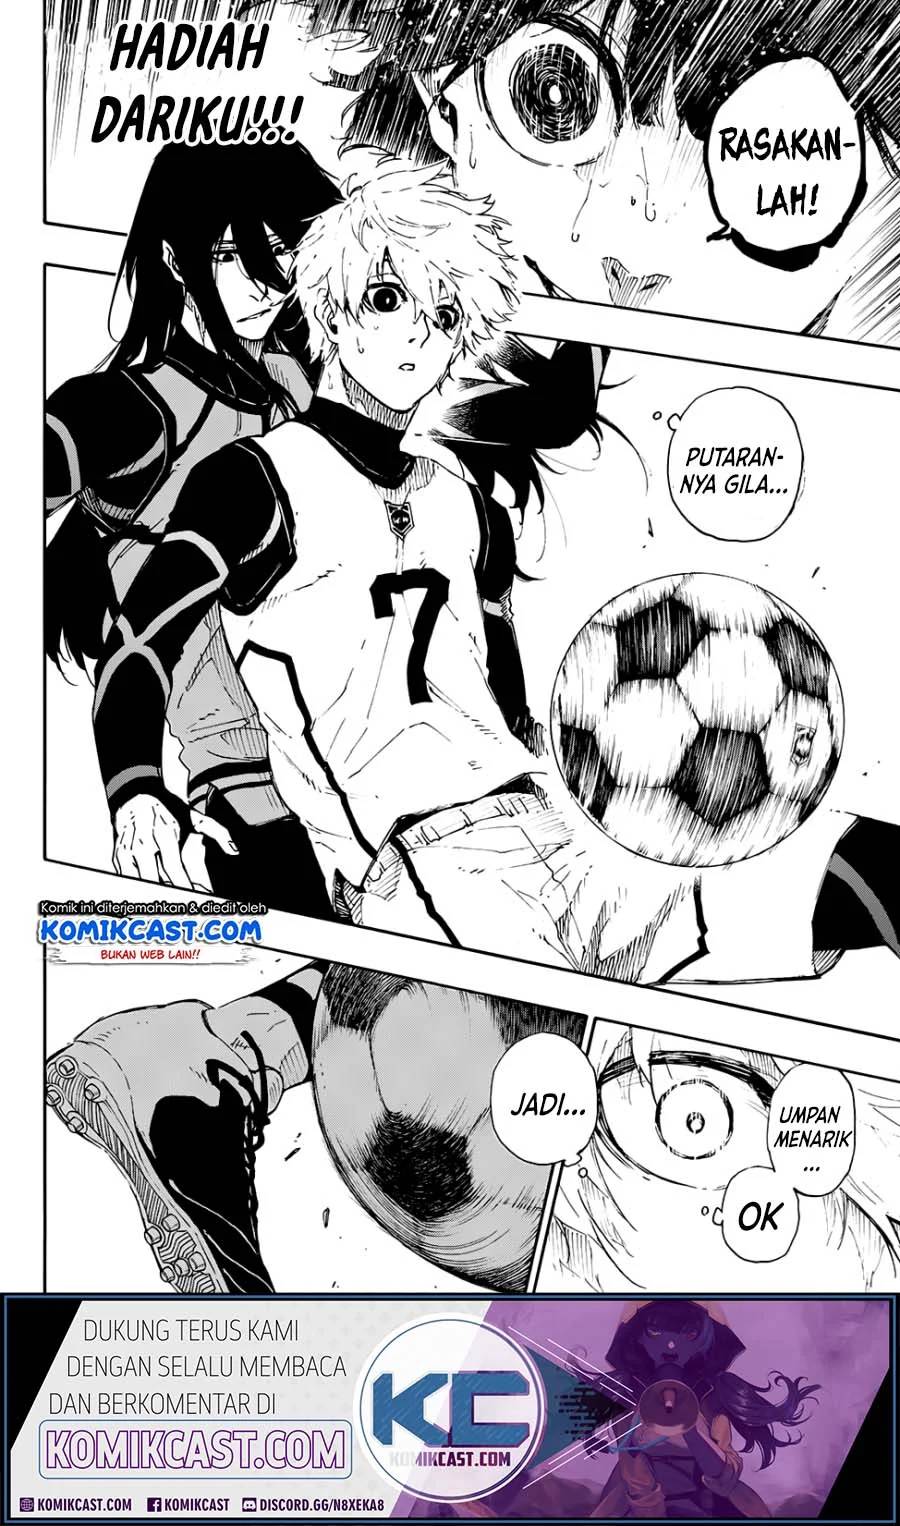 HADIAH
DARIKU!!!
RASAKAN-
LAH!
PUTARAN-
NYA GILA...
7
Komik ini diterjemahkan & diedit oleh
KOMIKCAST.COM
BUKAN WEB LAIN!!
UMPAN
MENARIK
...
OK
JADI...
DUKUNG TERUS KAMI
DENGAN SELALU MEMBACA
DAN BERKOMENTAR DI
KOMIKCAST.COM
KC
KOMIKCAST.COM
KOMIKCAST.COM KOMIKCAST DISCORD.GG/N8XEKA8